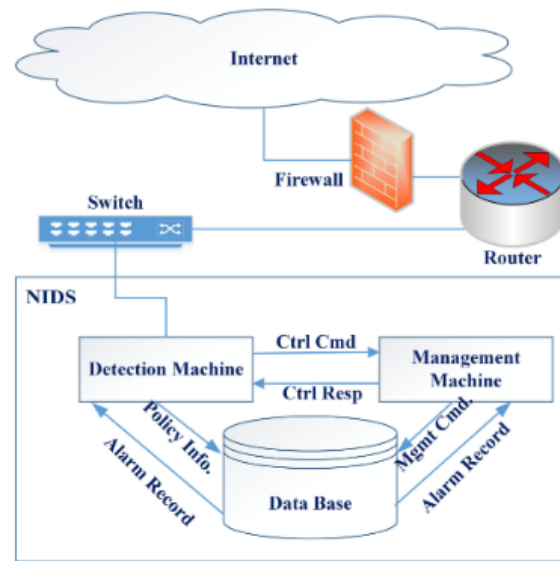 Internet
Firewall
Switch
Router
NIDS
Ctrl Cmd
Detection Machine
Management
Machine
Ctrl Resp
Policy Info.
Mgmt Cmd.
Alarm Record
Alarm Record
Data Base